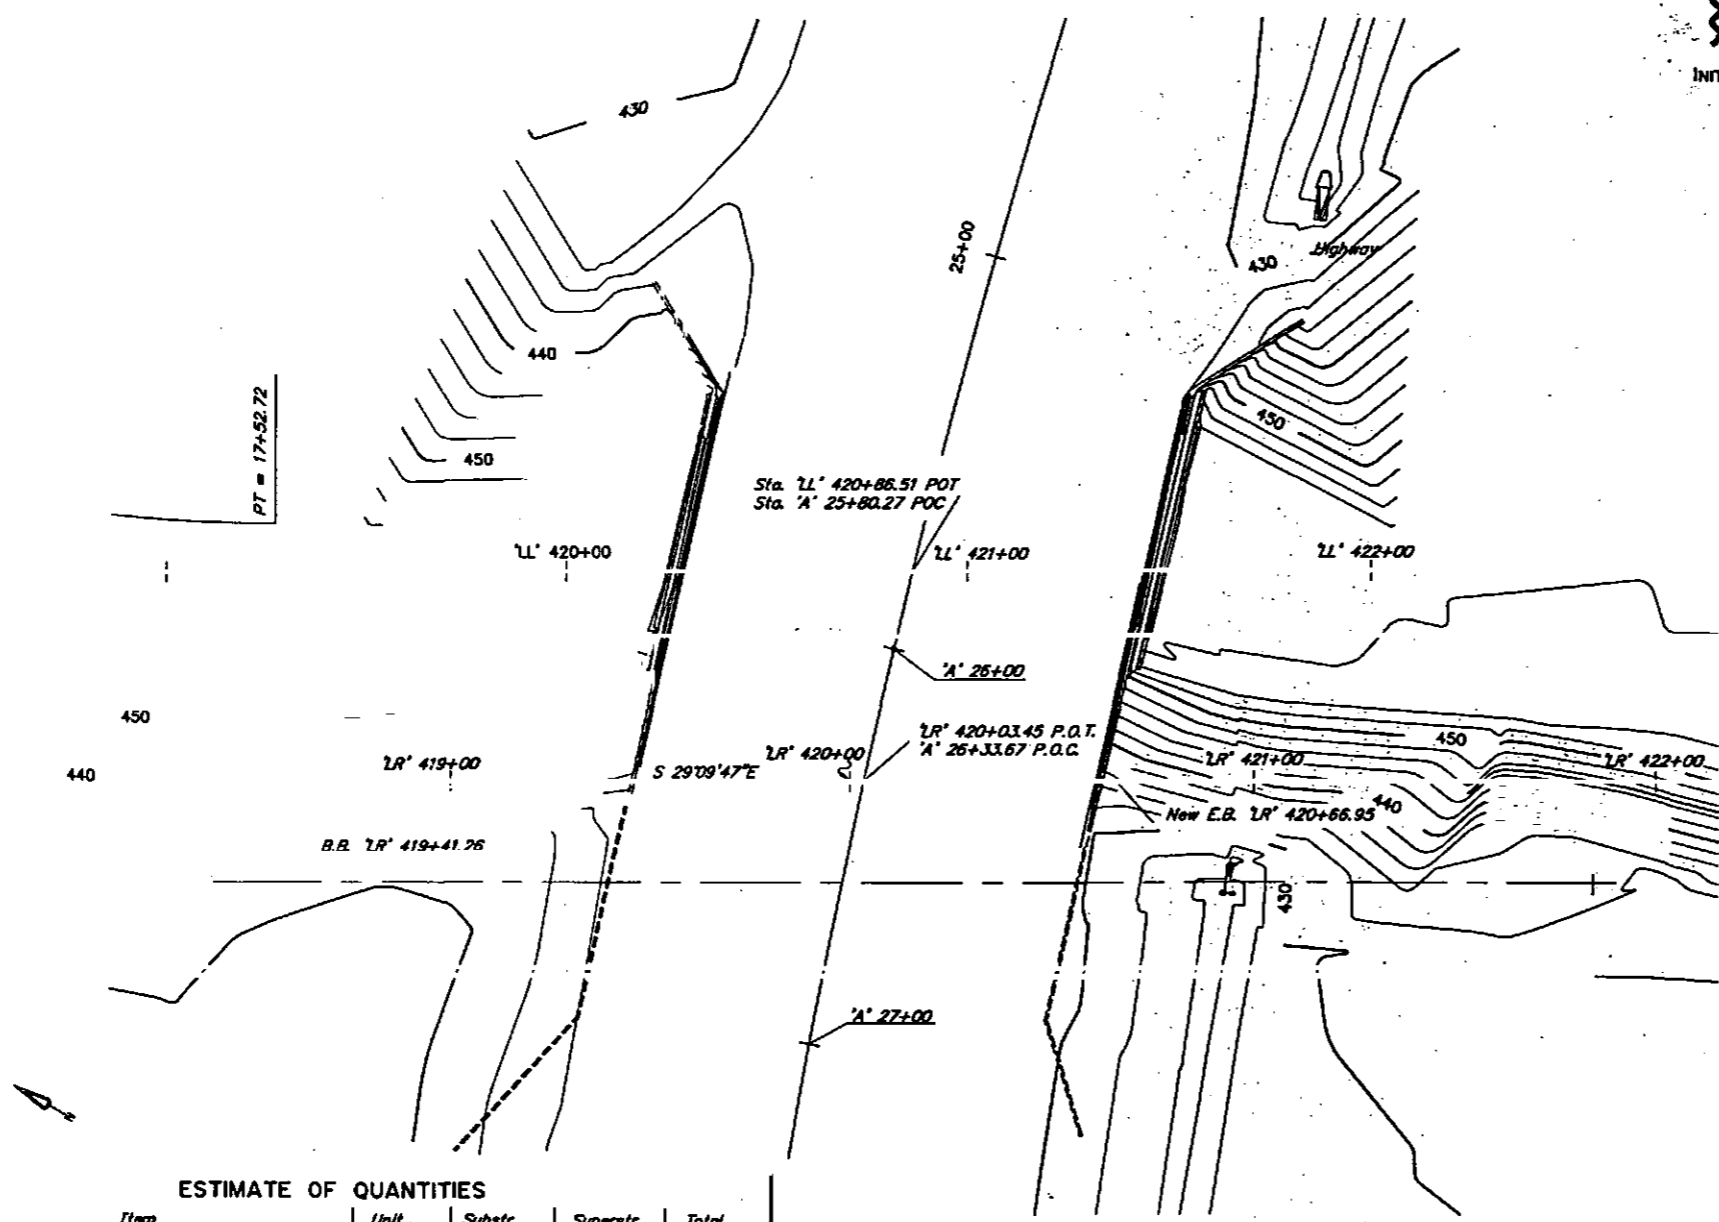 INIT
430
25+00
430
Highway
440
PT = 17+52.72
450
450
Sta. "LL" 420+86.51 POT
Sta. "A" 25+80.27 POC
"LL" 420+00
"LL" 421+00
"LL" 422+00
"A" 26+00
450
"LR" 420+03.45 P.O.T.
"A" 26+33.67 P.O.C.
450
440
"LR" 419+00
S 29°09'47"E
"LR" 420+00
"LR" 421+00
"LR" 422+00
440
New E.B. "LR" 420+66.95
B.B. "LR" 419+41.26
430
"A" 27+00
N
ESTIMATE OF QUANTITIES
Item Unit Substr. Superstr. Total